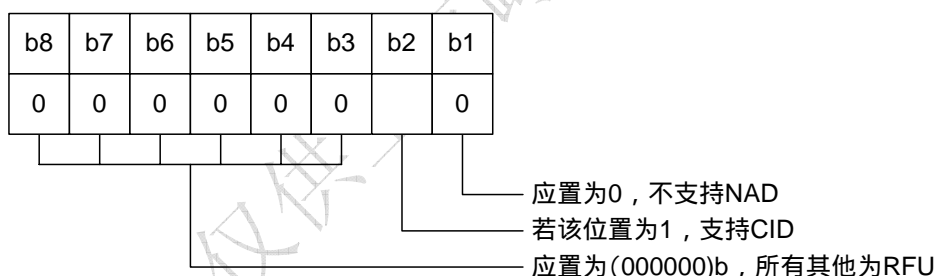 b8 b7 b6 b5 b4 b3 b2 b1
0 0 0 0 0 0 0
应置为0，不支持NAD
若该位置为1，支持CID
应置为(000000)b，所有其他为RFU
仅供